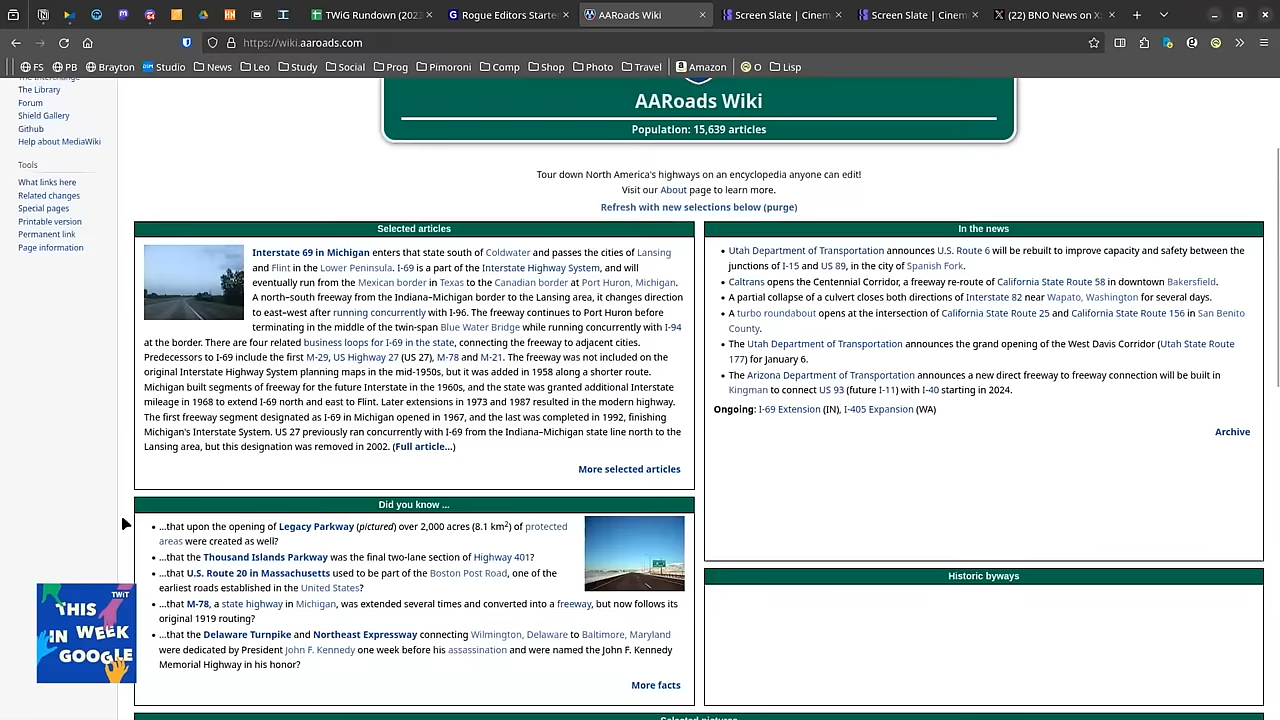 TWiG Rundown (202
Rogue Editors Starte
AARoads Wiki
Screen Slate | Cinem
Screen Slate | Cinem
(22) BNO News on X
https://wiki.aaroads.com
FS PB Brayton Studio News Leo Study Social Prog Pimoroni Comp Shop Photo Travel Amazon O Lisp
The Library
Forum
Shield Gallery
Github
Help about MediaWiki
Tools
What links here
Related changes
Special pages
Printable version
Permanent link
Page information
AARoads Wiki
Population: 15,639 articles
Tour down North America's highways on an encyclopedia anyone can edit!
Visit our About page to learn more.
Refresh with new selections below (purge)
Selected articles
Interstate 69 in Michigan enters that state south of Coldwater and passes the cities of Lansing
and Flint in the Lower Peninsula. I-69 is a part of the Interstate Highway System, and will
eventually run from the Mexican border in Texas to the Canadian border at Port Huron, Michigan.
A north–south freeway from the Indiana–Michigan border to the Lansing area, it changes direction
to east–west after running concurrently with I-96. The freeway continues to Port Huron before
terminating in the middle of the twin-span Blue Water Bridge while running concurrently with I-94
at the border. There are four related business loops for I-69 in the state, connecting the freeway to adjacent cities.
Predecessors to I-69 include the first M-29, US Highway 27 (US 27), M-78 and M-21. The freeway was not included on the
original Interstate Highway System planning maps in the mid-1950s, but it was added in 1958 along a shorter route.
Michigan built segments of freeway for the future Interstate in the 1960s, and the state was granted additional Interstate
mileage in 1968 to extend I-69 north and east to Flint. Later extensions in 1973 and 1987 resulted in the modern highway.
The first freeway segment designated as I-69 in Michigan opened in 1967, and the last was completed in 1992, finishing
Michigan's Interstate System. US 27 previously ran concurrently with I-69 from the Indiana–Michigan state line north to the
Lansing area, but this designation was removed in 2002. (Full article...)
More selected articles
Did you know ...
...that upon the opening of Legacy Parkway (pictured) over 2,000 acres (8.1 km²) of protected
areas were created as well?
...that the Thousand Islands Parkway was the final two-lane section of Highway 401?
...that U.S. Route 20 in Massachusetts used to be part of the Boston Post Road, one of the
earliest roads established in the United States?
...that M-78, a state highway in Michigan, was extended several times and converted into a freeway, but now follows its
original 1919 routing?
...that the Delaware Turnpike and Northeast Expressway connecting Wilmington, Delaware to Baltimore, Maryland
were dedicated by President John F. Kennedy one week before his assassination and were named the John F. Kennedy
Memorial Highway in his honor?
More facts
In the news
Utah Department of Transportation announces U.S. Route 6 will be rebuilt to improve capacity and safety between the
junctions of I-15 and US 89, in the city of Spanish Fork.
Caltrans opens the Centennial Corridor, a freeway re-route of California State Route 58 in downtown Bakersfield.
A partial collapse of a culvert closes both directions of Interstate 82 near Wapato, Washington for several days.
A turbo roundabout opens at the intersection of California State Route 25 and California State Route 156 in San Benito
County.
The Utah Department of Transportation announces the grand opening of the West Davis Corridor (Utah State Route
177) for January 6.
The Arizona Department of Transportation announces a new direct freeway to freeway connection will be built in
Kingman to connect US 93 (future I-11) with I-40 starting in 2024.
Ongoing: I-69 Extension (IN), I-405 Expansion (WA)
Archive
Historic byways
TWiT
THIS
IN WEEK
GOOGLE